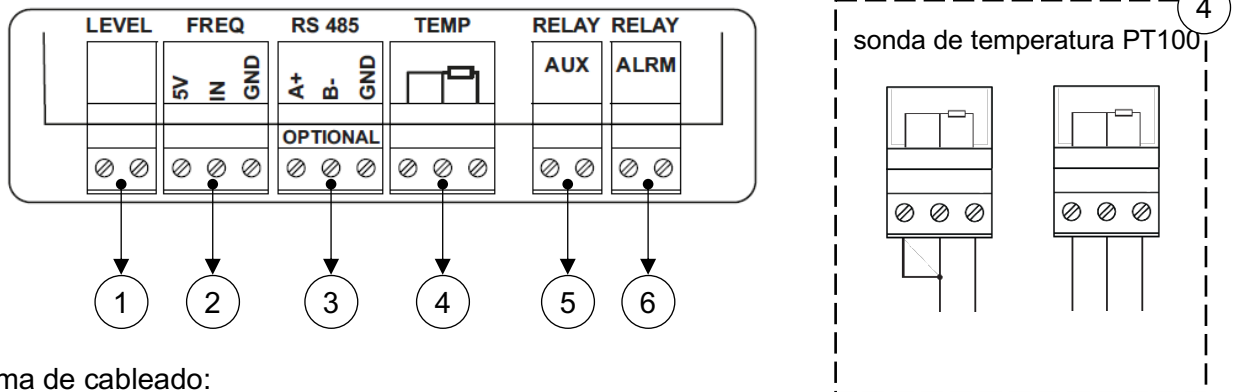 LEVEL FREQ RS 485 TEMP RELAY RELAY
5V IN GND A+ B- GND AUX ALRM
OPTIONAL
1 2 3 4 5 6
ma de cableado:
4
sonda de temperatura PT100